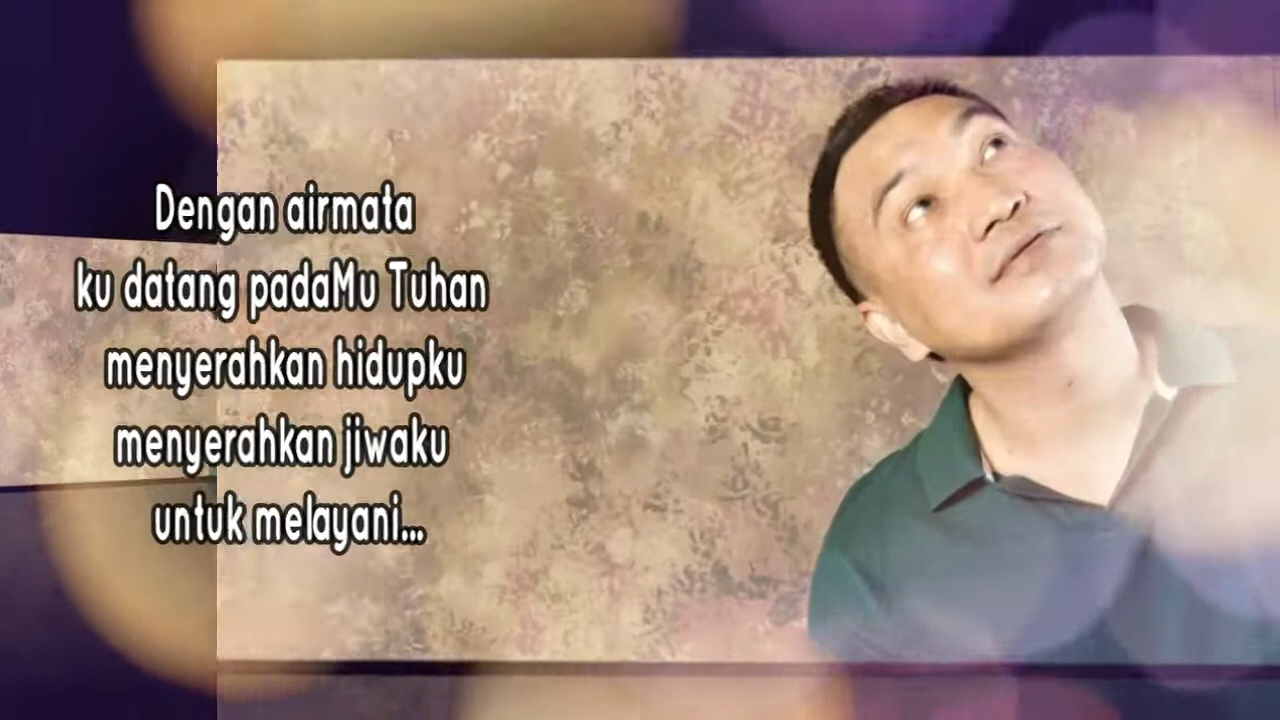 Dengan airmata
ku datang padaMu Tuhan
menyerahkan hidupku
menyerahkan jiwaku
untuk melayani...